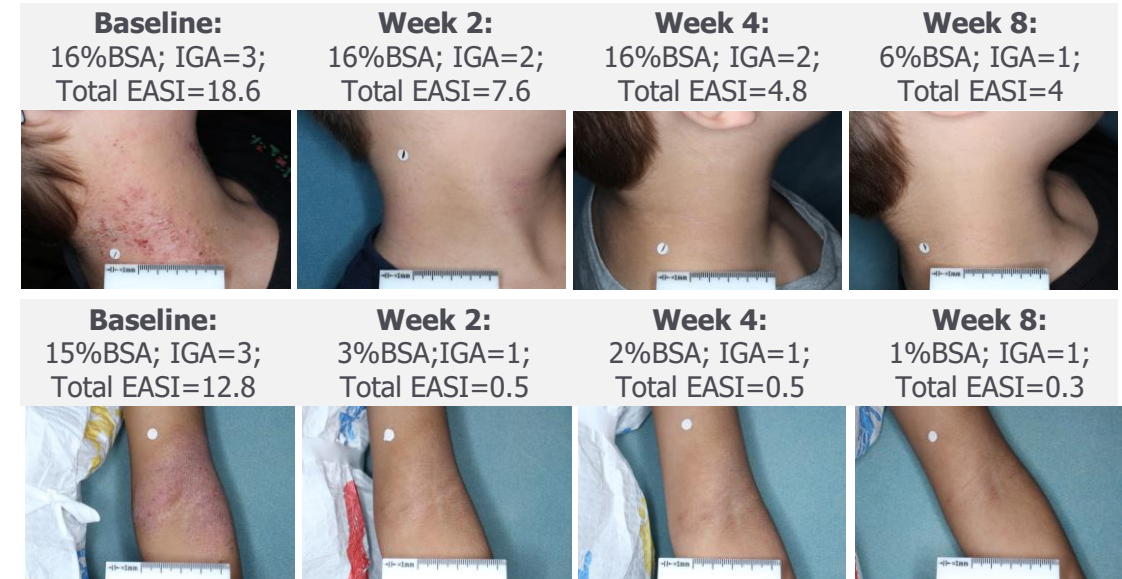 Baseline:
16%BSA; IGA=3;
Total EASI=18.6
Week 2:
16%BSA; IGA=2;
Total EASI=7.6
Week 4:
16%BSA; IGA=2;
Total EASI=4.8
Week 8:
6%BSA; IGA=1;
Total EASI=4
Baseline:
15%BSA; IGA=3;
Total EASI=12.8
Week 2:
3%BSA;IGA=1;
Total EASI=0.5
Week 4:
2%BSA; IGA=1;
Total EASI=0.5
Week 8:
1%BSA; IGA=1;
Total EASI=0.3